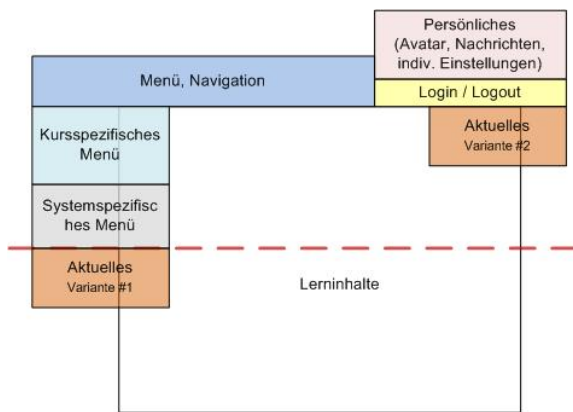 Persönliches
(Avatar, Nachrichten,
indiv. Einstellungen)
Menü, Navigation
Login / Logout
Kursspezifisches
Menü
Aktuelles
Variante #2
Systemspezifisc
hes Menü
Aktuelles
Variante #1
Lerninhalte